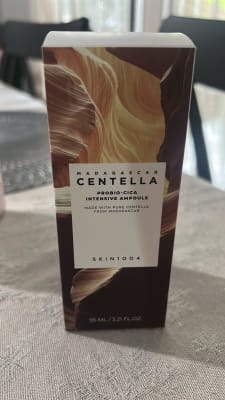 MADAGASCAR
CENTELLA
PROBIO-CICA
INTENSIVE AMPOULE
MADE WITH PURE CENTELLA
FROM MADAGASCAR
SKIN1004
95 ML / 3.21 FL.OZ.